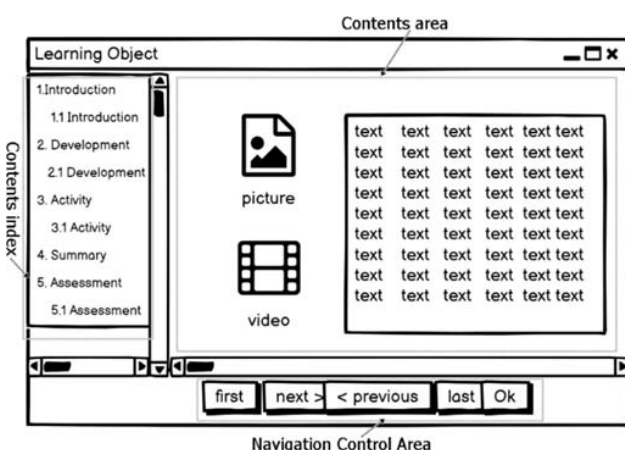 Contents area
Learning Object
Contents index
1.Introduction
1.1 Introduction
2. Development
2.1 Development
3. Activity
3.1 Activity
4. Summary
5. Assessment
5.1 Assessment
picture
video
text text text text text text
text text text text text text
text text text text text text
text text text text text text
text text text text text text
text text text text text text
text text text text text text
text text text text text text
text text text text text text
first next > < previous last Ok
Navigation Control Area